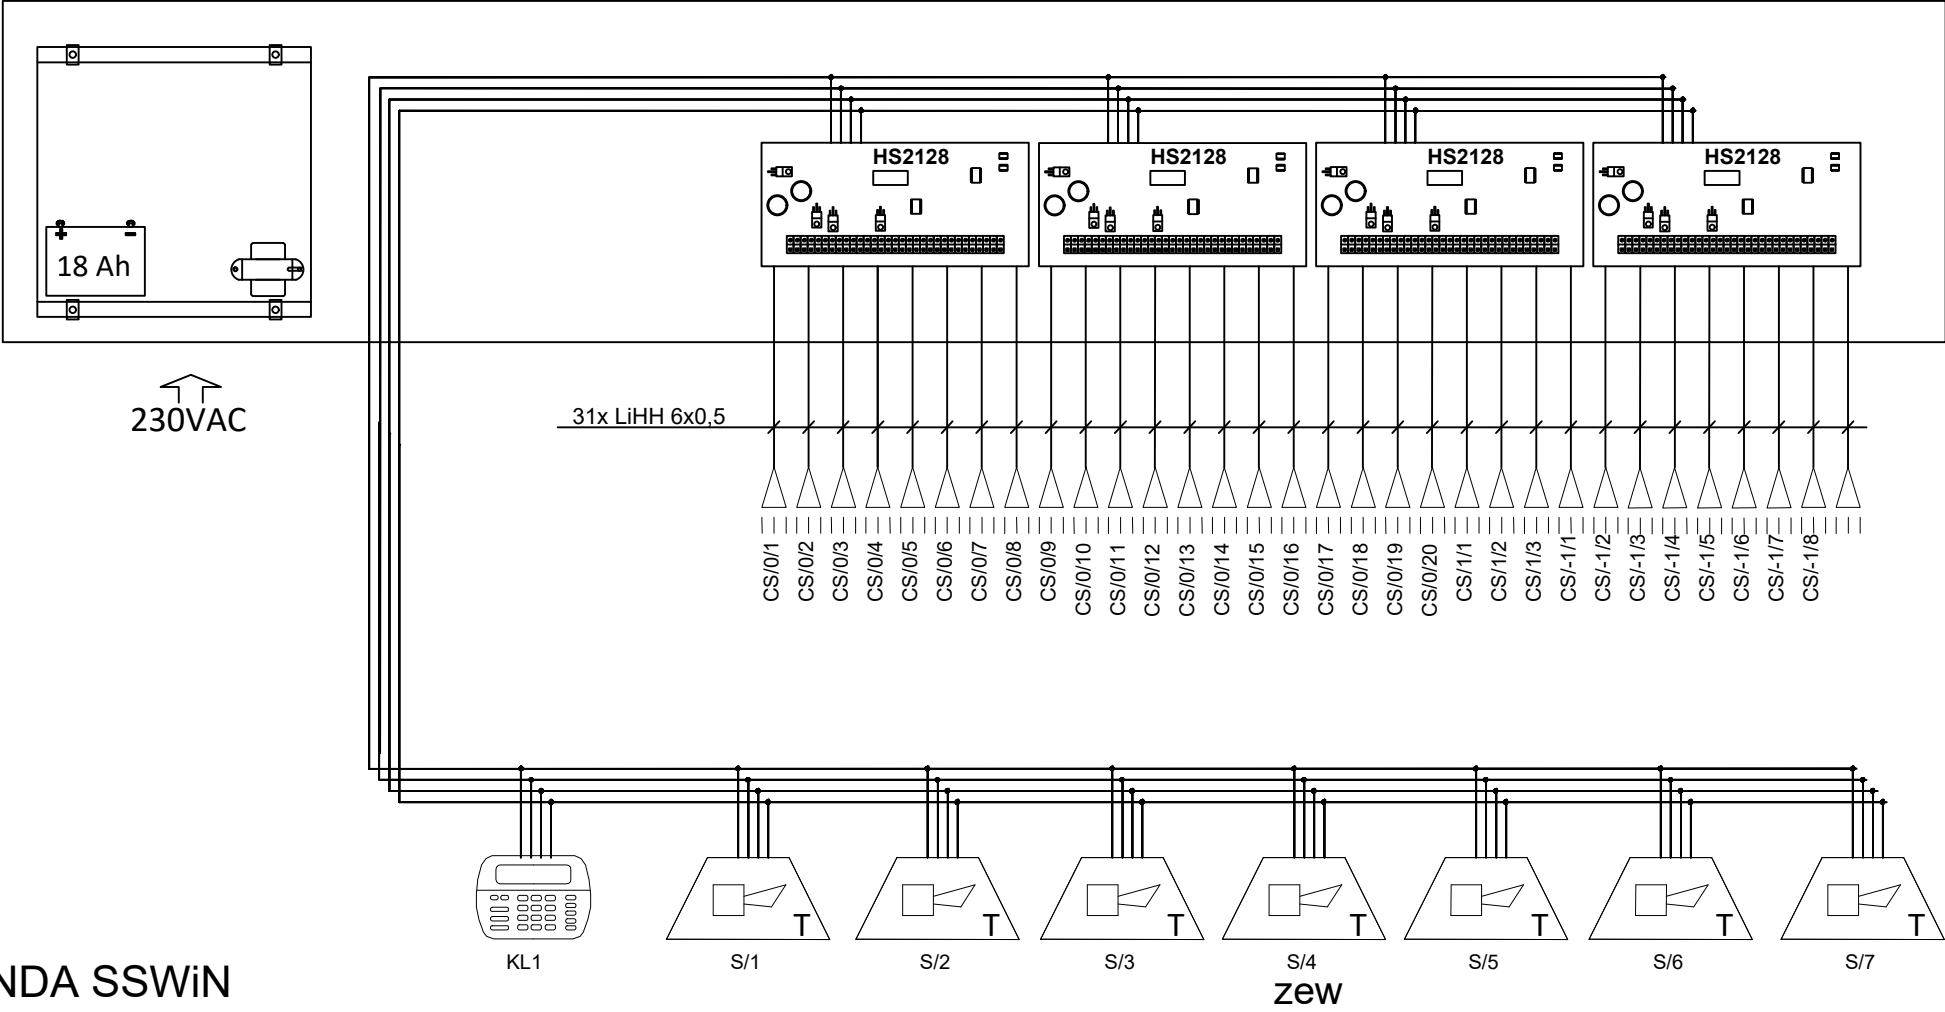 HS2128
HS2128
HS2128
HS2128
+ -
18 Ah
230VAC
31x LiHH 6x0,5
CS/0/1
CS/0/2
CS/0/3
CS/0/4
CS/0/5
CS/0/6
CS/0/7
CS/0/8
CS/0/9
CS/0/10
CS/0/11
CS/0/12
CS/0/13
CS/0/14
CS/0/15
CS/0/16
CS/0/17
CS/0/18
CS/0/19
CS/0/20
CS/1/1
CS/1/2
CS/1/3
CS/-1/1
CS/-1/2
CS/-1/3
CS/-1/4
CS/-1/5
CS/-1/6
CS/-1/7
CS/-1/8
T
T
T
T
T
T
T
KL1
S/1
S/2
S/3
S/4
S/5
S/6
S/7
zew
NDA SSWiN